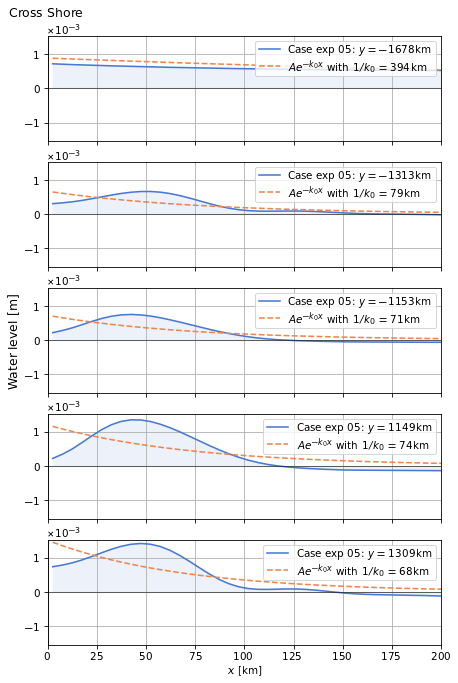 Cross Shore
×10⁻³
1
0
−1
Case exp 05: y = −1678km
Ae^{−k₀x} with 1/k₀ = 394km
×10⁻³
1
0
−1
Case exp 05: y = −1313km
Ae^{−k₀x} with 1/k₀ = 79km
×10⁻³
1
0
−1
Case exp 05: y = −1153km
Ae^{−k₀x} with 1/k₀ = 71km
Water level [m]
×10⁻³
1
0
−1
Case exp 05: y = 1149km
Ae^{−k₀x} with 1/k₀ = 74km
×10⁻³
1
0
−1
Case exp 05: y = 1309km
Ae^{−k₀x} with 1/k₀ = 68km
0 25 50 75 100 125 150 175 200
x [km]